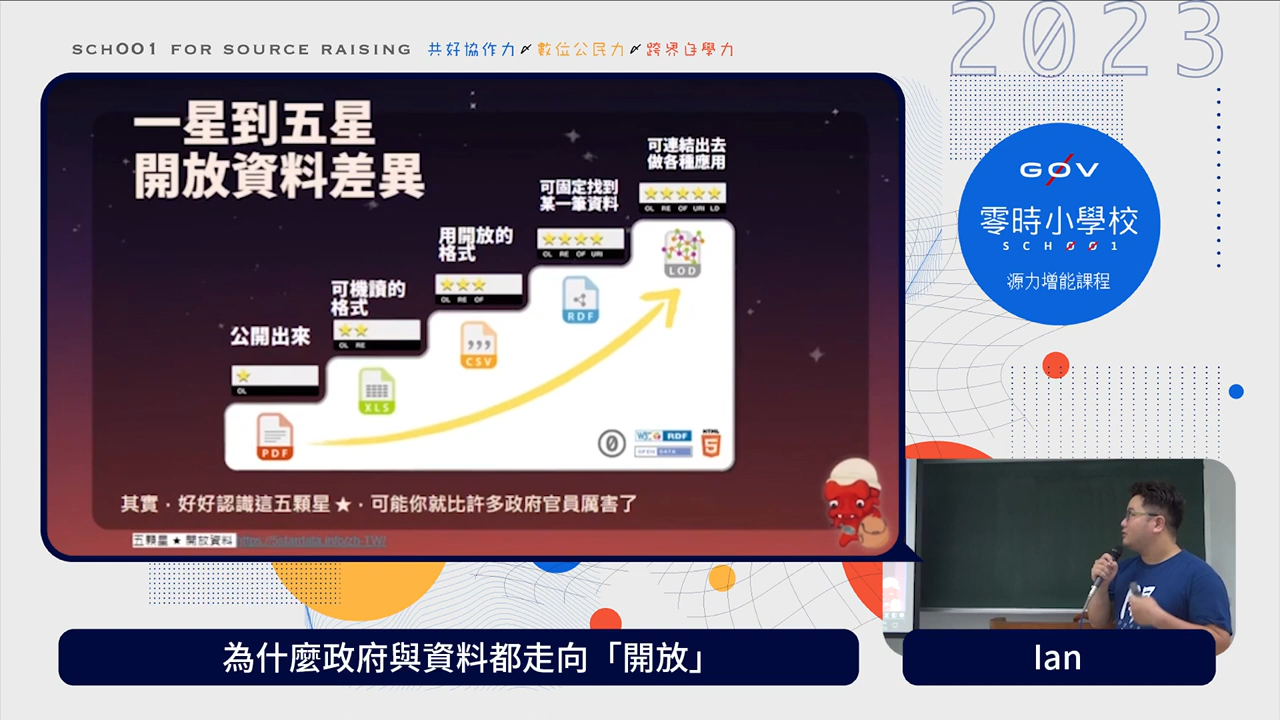 SCHOO1 FOR SOURCE RAISING 共好協作力 數位公民力 跨界自學力
2023
一星到五星
開放資料差異
可連結出去
做各種應用
OL RE OF URI LD
LOD
可固定找到
某一筆資料
OL RE OF URI
RDF
用開放的
格式
OL RE OF
CSV
可機讀的
格式
OL RE
XLS
公開出來
OL
PDF
RDF
OPEN DATA
HTML
5
其實,好好認識這五顆星★,可能你就比許多政府官員厲害了
五顆星 ★ 開放資料 https://5stardata.info/zh-TW/
G0V
零時小學校
SCH001
源力增能課程
為什麼政府與資料都走向「開放」
Ian